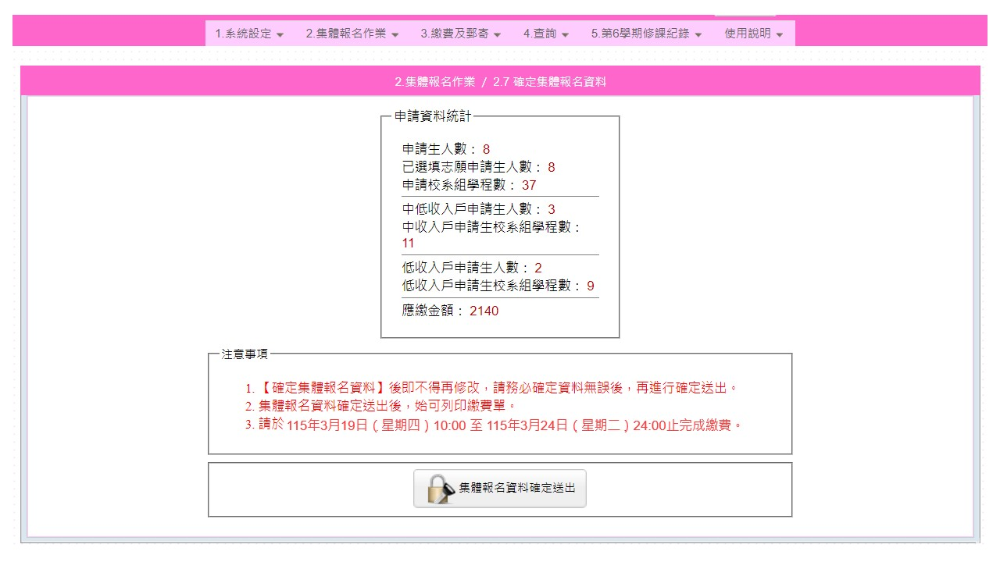 1.系統設定 2.集體報名作業 3.繳費及郵寄 4.查詢 5.第6學期修課紀錄 使用說明
2.集體報名作業 / 2.7 確定集體報名資料
申請資料統計
申請生人數： 8
已選填志願申請生人數： 8
申請校系組學程數： 37
中低收入戶申請生人數： 3
中收入戶申請生校系組學程數：
11
低收入戶申請生人數： 2
低收入戶申請生校系組學程數： 9
應繳金額： 2140
注意事項
1. 【確定集體報名資料】後即不得再修改，請務必確定資料無誤後，再進行確定送出。
2. 集體報名資料確定送出後，始可列印繳費單。
3. 請於 115年3月19日（星期四）10:00 至 115年3月24日（星期二）24:00止完成繳費。
集體報名資料確定送出